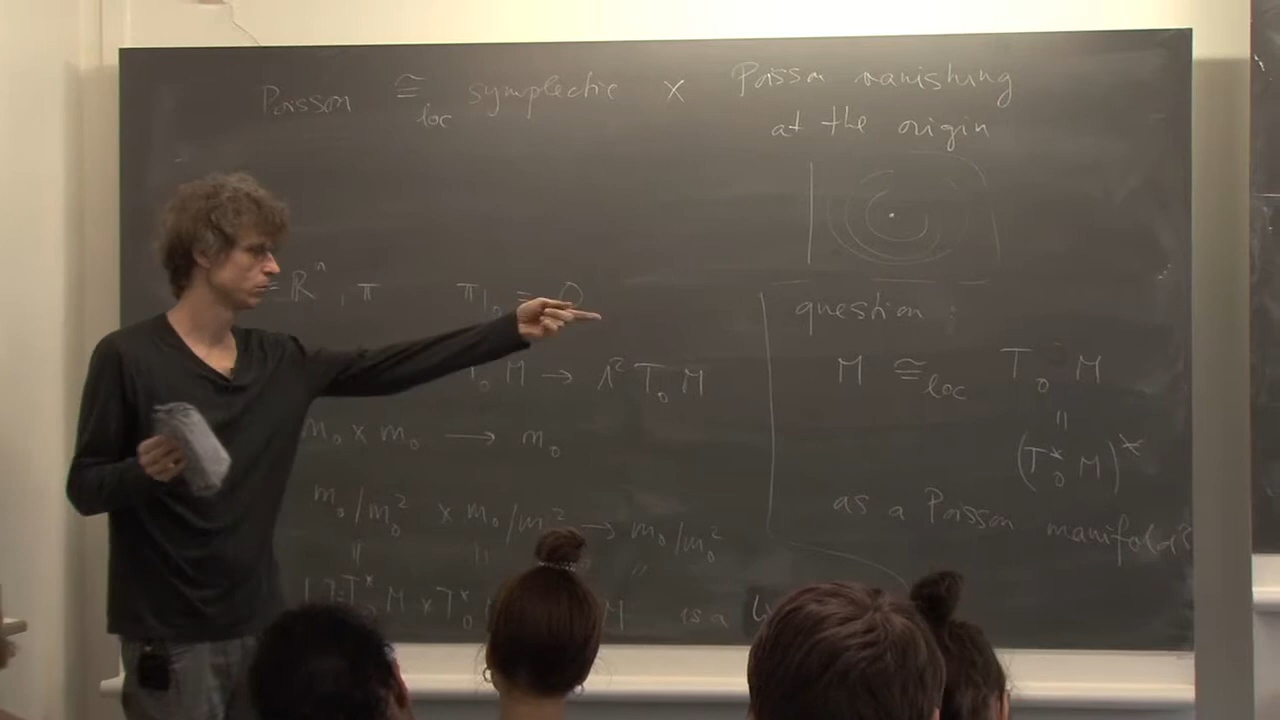 Poisson ≅loc symplectic × Poisson vanishing
at the origin
= ℝⁿ, π π|₀ = 0
T₀M → Λ²T₀M
m₀ × m₀ → m₀
m₀/m₀² × m₀/m₀² → m₀/m₀²
[ , ]: T₀*M × T₀* M is a
question:
M ≅loc T₀M
=
(T₀*M)*
as a Poisson manifold?